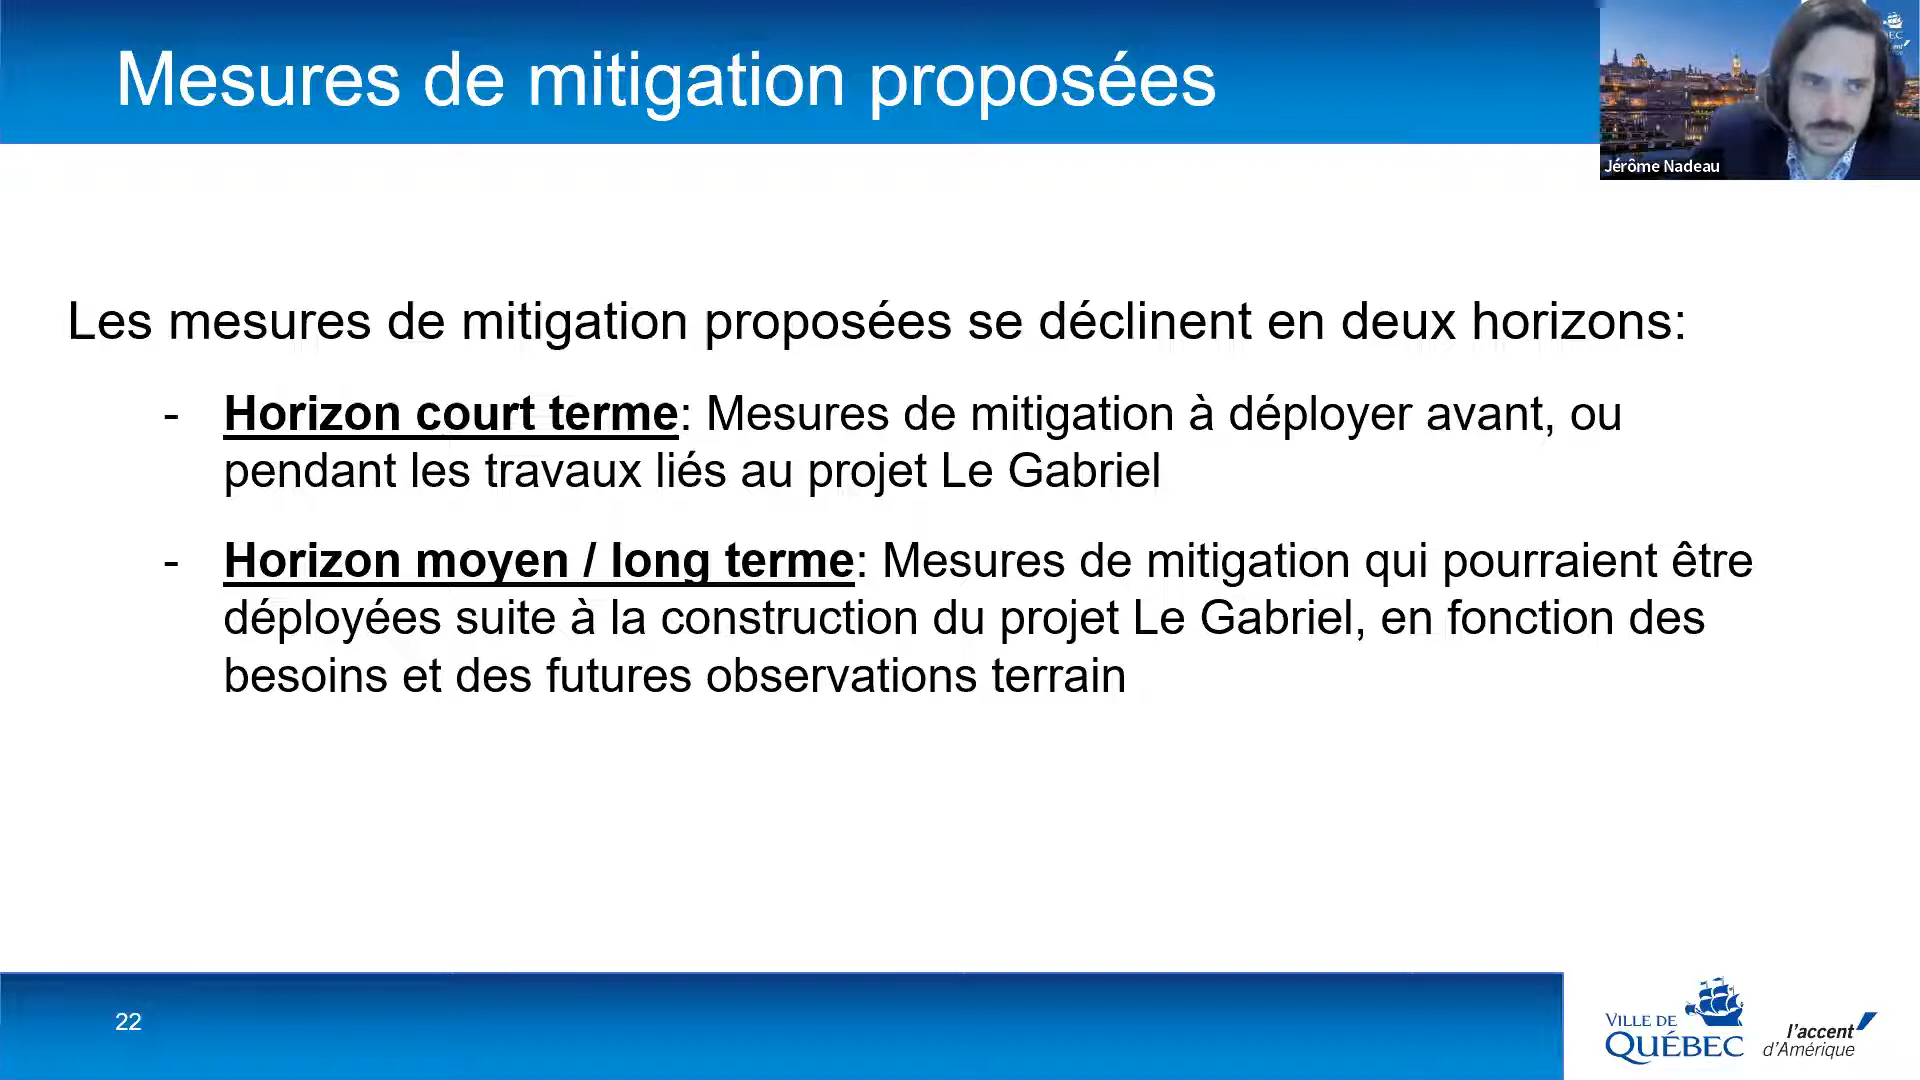 Mesures de mitigation proposées
Jérôme Nadeau
Les mesures de mitigation proposées se déclinent en deux horizons:
- Horizon court terme: Mesures de mitigation à déployer avant, ou
pendant les travaux liés au projet Le Gabriel
- Horizon moyen / long terme: Mesures de mitigation qui pourraient être
déployées suite à la construction du projet Le Gabriel, en fonction des
besoins et des futures observations terrain
22
VILLE DE
QUÉBEC
l'accent
d'Amérique